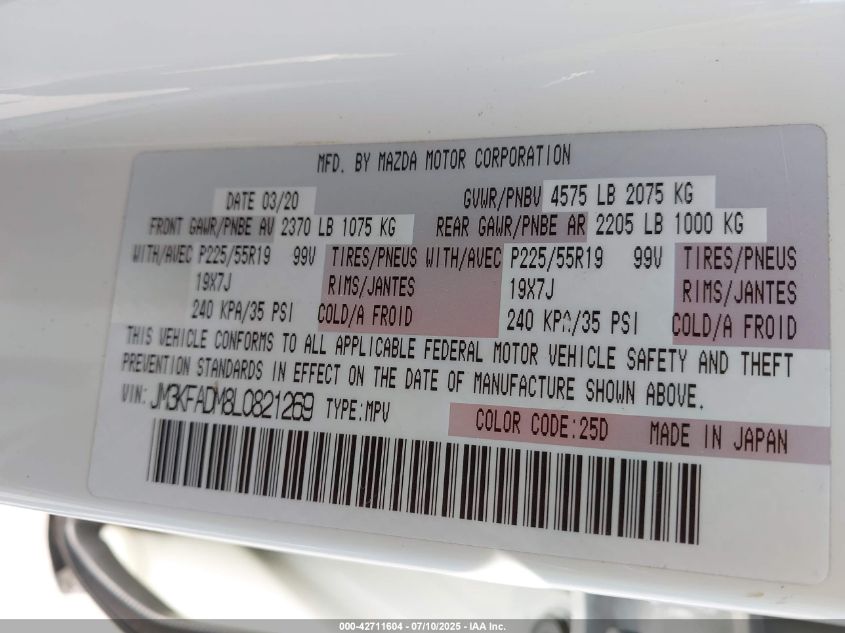 MFD. BY MAZDA MOTOR CORPORATION
DATE 03/20 GVWR/PNBV 4575 LB 2075 KG
FRONT GAWR/PNBE AV 2370 LB 1075 KG REAR GAWR/PNBE AR 2205 LB 1000 KG
WITH/AVEC P225/55R19 99V TIRES/PNEUS WITH/AVEC P225/55R19 99V TIRES/PNEUS
19X7J RIMS/JANTES 19X7J RIMS/JANTES
240 KPA/35 PSI COLD/A FROID 240 KPA/35 PSI COLD/A FROID
THIS VEHICLE CONFORMS TO ALL APPLICABLE FEDERAL MOTOR VEHICLE SAFETY AND THEFT
PREVENTION STANDARDS IN EFFECT ON THE DATE OF MANUFACTURE SHOWN ABOVE.
VIN: JM3KFADM8L0821269 TYPE:MPV
COLOR CODE:25D MADE IN JAPAN
000-42711604 - 07/10/2025 - IAA Inc.